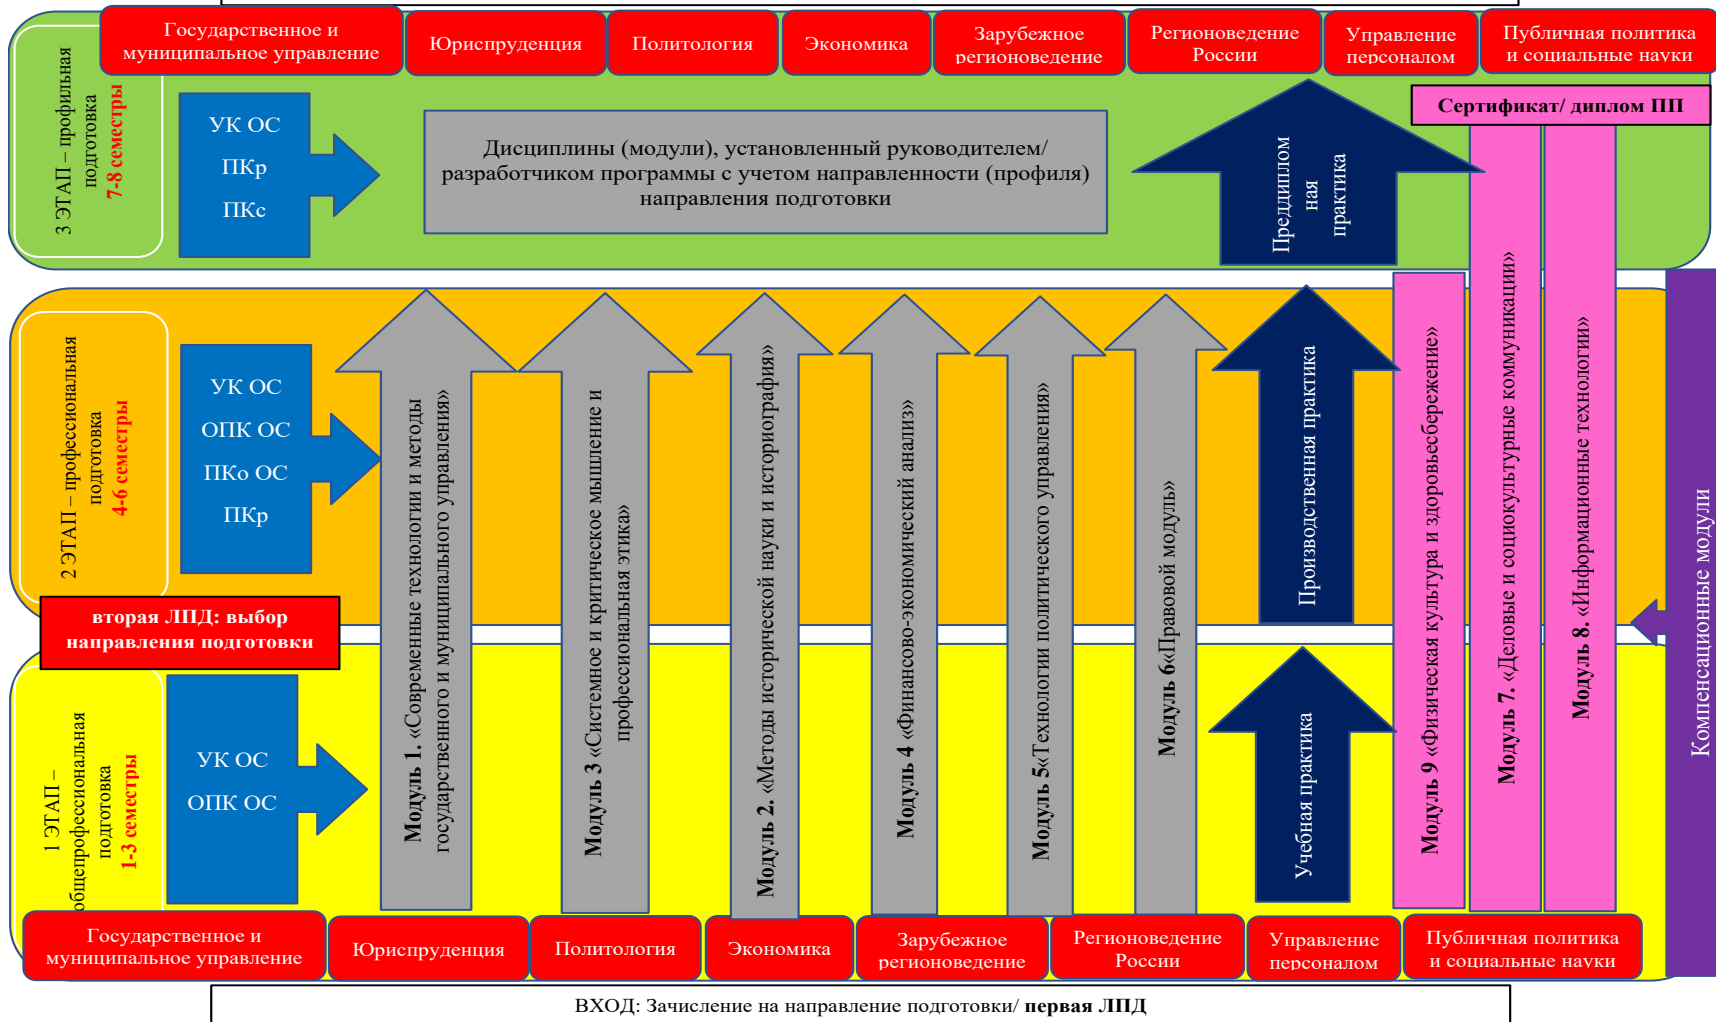 Государственное и
муниципальное управление
Юриспруденция
Политология
Экономика
Зарубежное
регионоведение
Регионоведение
России
Управление
персоналом
Публичная политика
и социальные науки
3 ЭТАП – профильная
подготовка
7-8 семестры
УК ОС
ПКр
ПКс
Дисциплины (модули), установленный руководителем/
разработчиком программы с учетом направленности (профиля)
направления подготовки
Преддиплом
ная
практика
Сертификат/ диплом ПП
2 ЭТАП – профессиональная
подготовка
4-6 семестры
УК ОС
ОПК ОС
ПКо ОС
ПКр
вторая ЛПД: выбор
направления подготовки
1 ЭТАП –
общепрофессиональная
подготовка
1-3 семестры
УК ОС
ОПК ОС
Модуль 1. «Современные технологии и методы
государственного и муниципального управления»
Модуль 3 «Системное и критическое мышление и
профессиональная этика»
Модуль 2. «Методы исторической науки и историография»
Модуль 4 «Финансово-экономический анализ»
Модуль 5«Технологии политического управления»
Модуль 6«Правовой модуль»
Производственная практика
Учебная практика
Модуль 9 «Физическая культура и здоровьесбережение»
Модуль 7. «Деловые и социокультурные коммуникации»
Модуль 8. «Информационные технологии»
Компенсационные модули
Государственное и
муниципальное управление
Юриспруденция
Политология
Экономика
Зарубежное
регионоведение
Регионоведение
России
Управление
персоналом
Публичная политика
и социальные науки
ВХОД: Зачисление на направление подготовки/ первая ЛПД